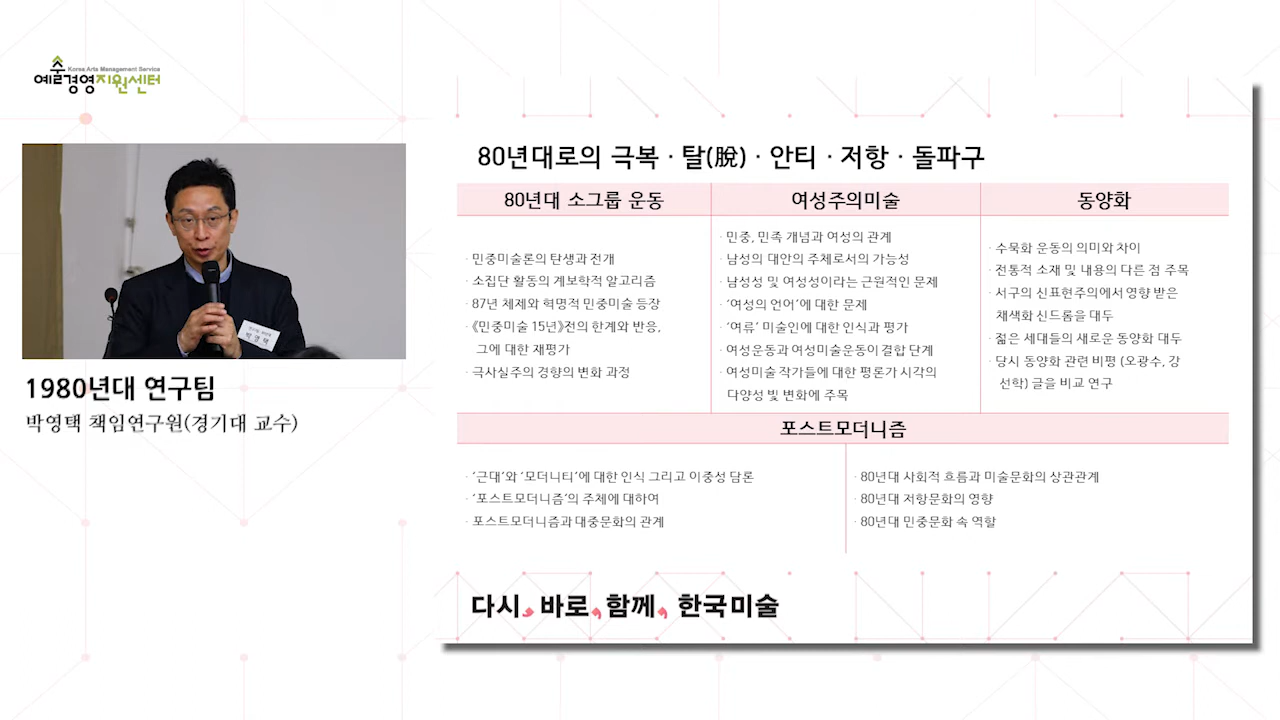 Korea Arts Management Service
예술경영지원센터
박영택
1980년대 연구팀
박영택 책임연구원(경기대 교수)
80년대로의 극복 · 탈(脫) · 안티 · 저항 · 돌파구
80년대 소그룹 운동
· 민중미술론의 탄생과 전개
· 소집단 활동의 계보학적 알고리즘
· 87년 체제와 혁명적 민중미술 등장
· 《민중미술 15년》전의 한계와 반응,
그에 대한 재평가
· 극사실주의 경향의 변화 과정
여성주의미술
· 민중, 민족 개념과 여성의 관계
· 남성의 대안의 주체로서의 가능성
· 남성성 및 여성성이라는 근원적인 문제
· ‘여성의 언어’에 대한 문제
· ‘여류’ 미술인에 대한 인식과 평가
· 여성운동과 여성미술운동이 결합 단계
· 여성미술 작가들에 대한 평론가 시각의
다양성 빛 변화에 주목
동양화
· 수묵화 운동의 의미와 차이
· 전통적 소재 및 내용의 다른 점 주목
· 서구의 신표현주의에서 영향 받은
채색화 신드롬을 대두
· 젊은 세대들의 새로운 동양화 대두
· 당시 동양화 관련 비평 (오광수, 강
선학) 글을 비교 연구
포스트모더니즘
· ‘근대’와 ‘모더니티’에 대한 인식 그리고 이중성 담론
· ‘포스트모더니즘’의 주체에 대하여
· 포스트모더니즘과 대중문화의 관계
· 80년대 사회적 흐름과 미술문화의 상관관계
· 80년대 저항문화의 영향
· 80년대 민중문화 속 역할
다시, 바로, 함께, 한국미술